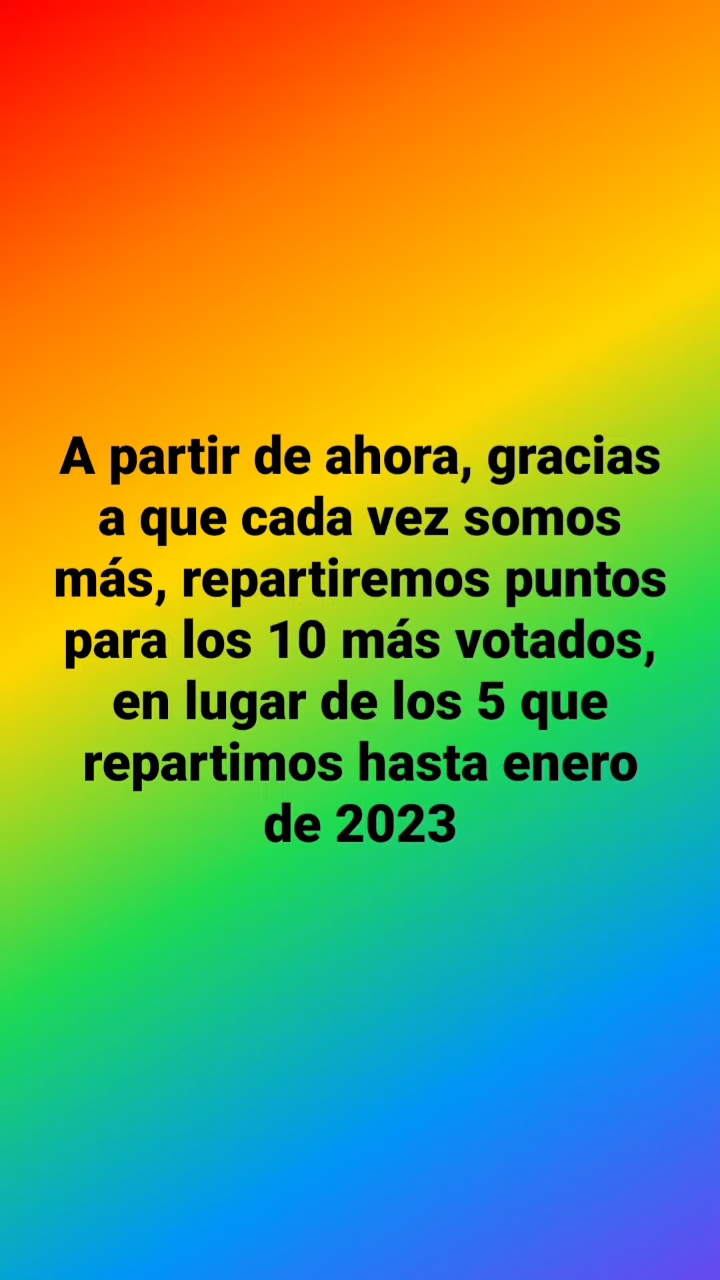 A partir de ahora, gracias
a que cada vez somos
más, repartiremos puntos
para los 10 más votados,
en lugar de los 5 que
repartimos hasta enero
de 2023